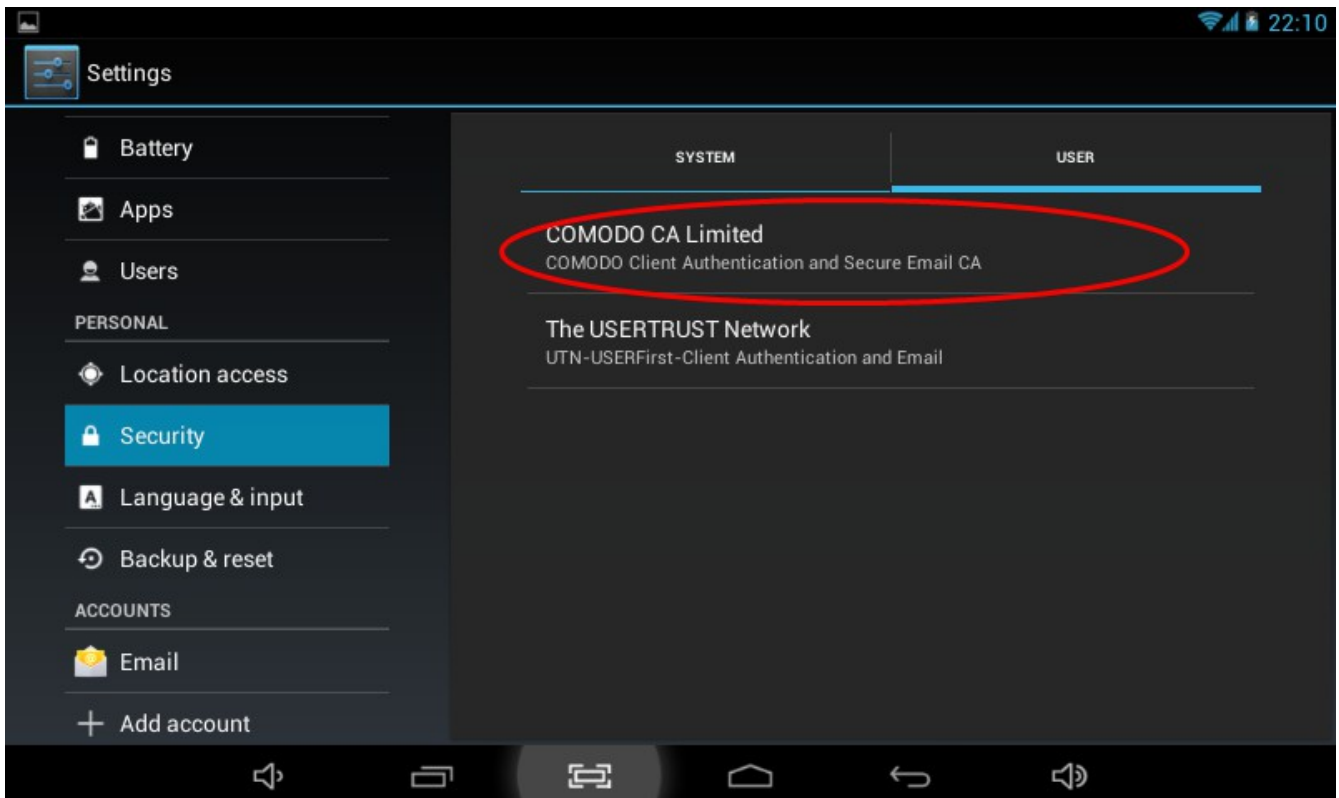 22:10
Settings
Battery
Apps
Users
PERSONAL
Location access
Security
Language & input
Backup & reset
ACCOUNTS
Email
Add account
SYSTEM USER
COMODO CA Limited
COMODO Client Authentication and Secure Email CA
The USERTRUST Network
UTN-USERFirst-Client Authentication and Email